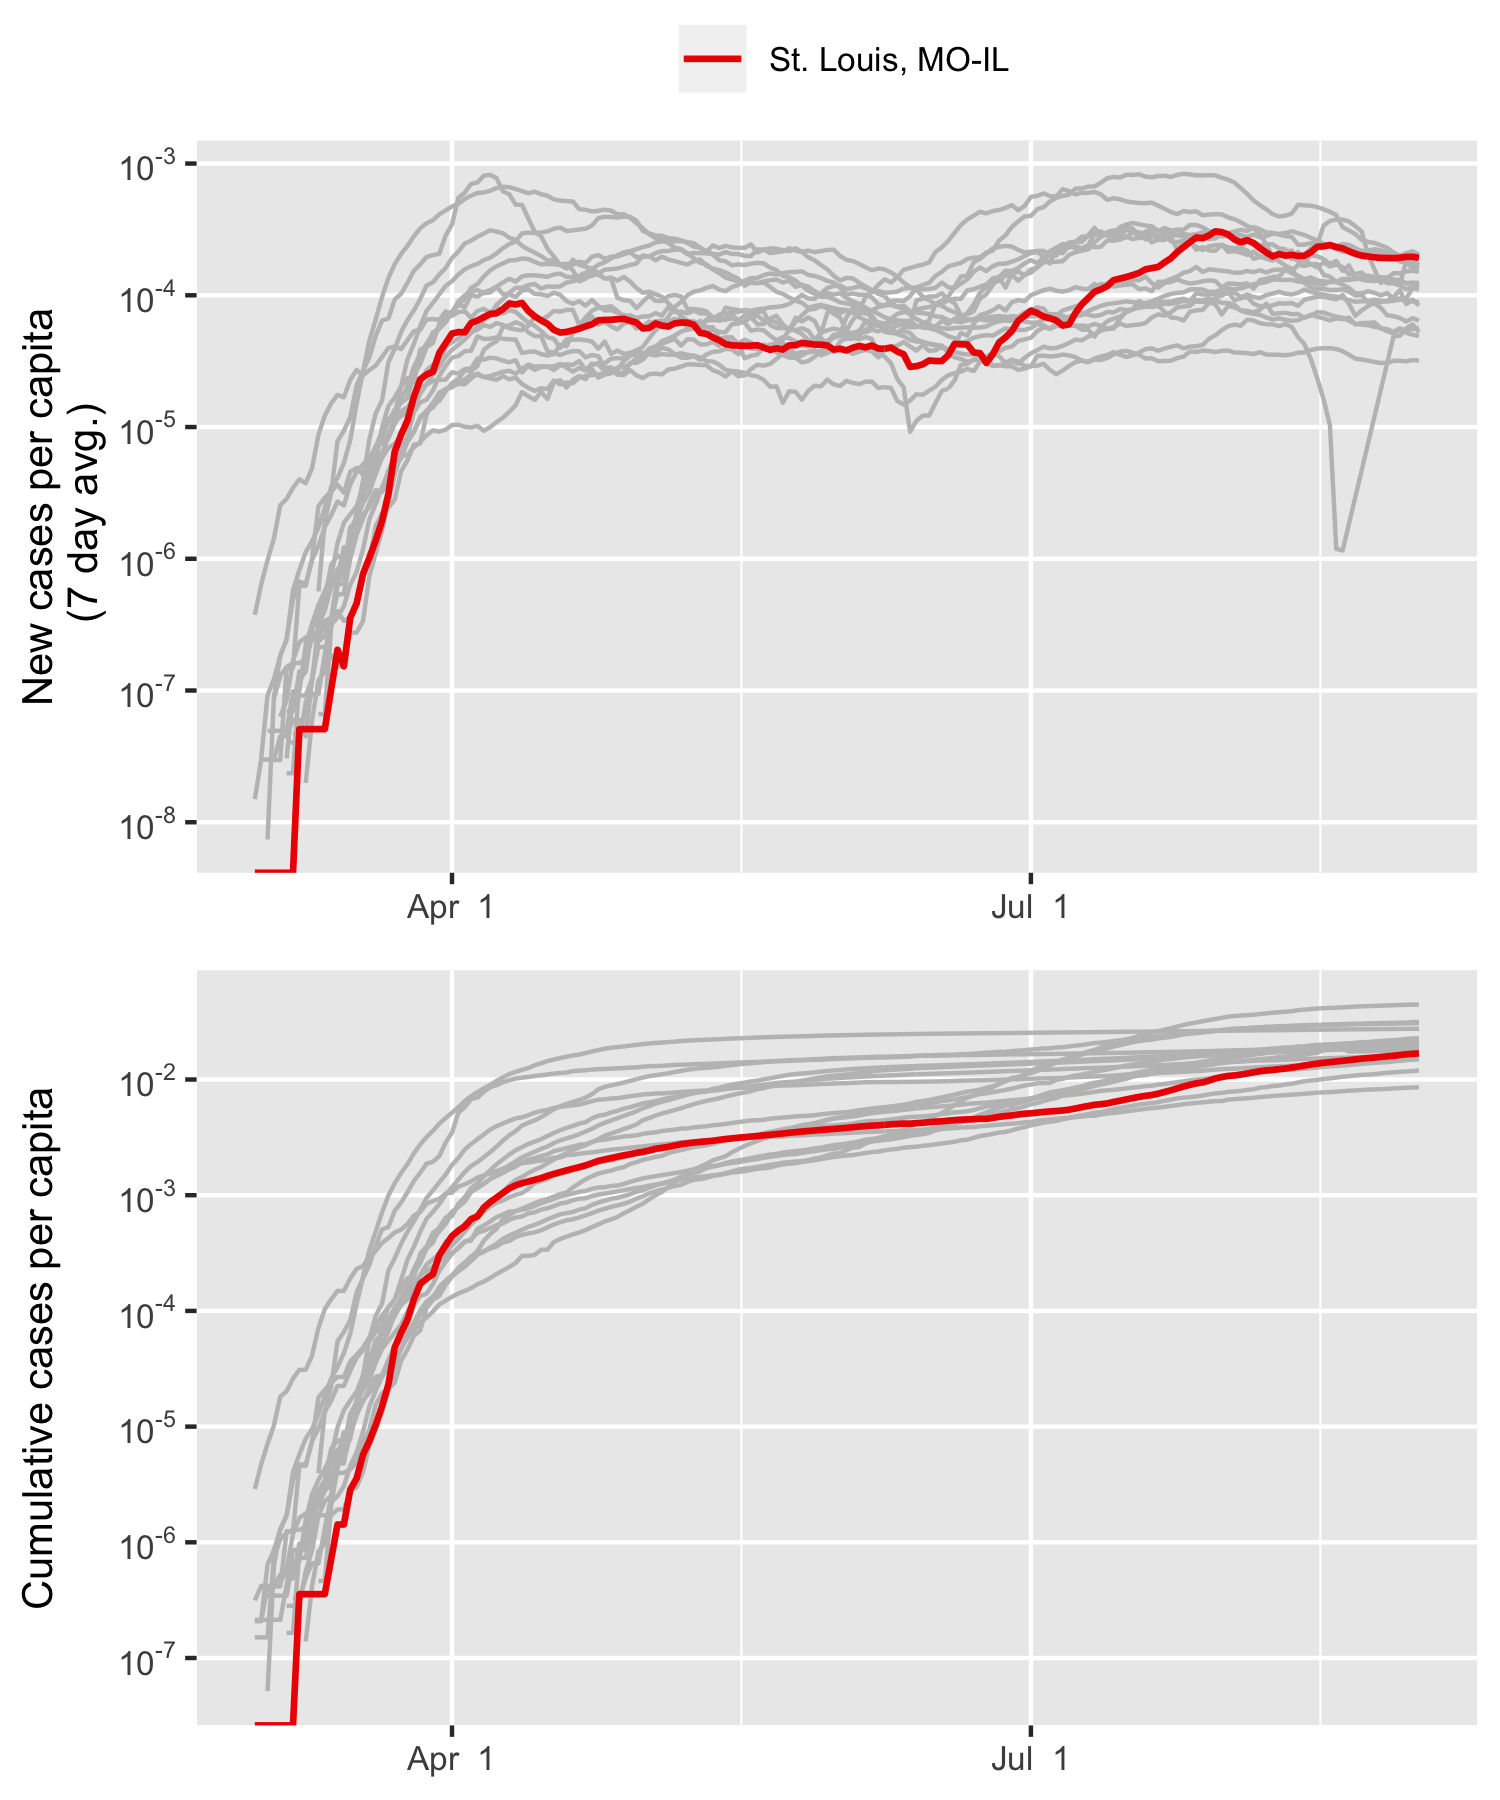 St. Louis, MO-IL
New cases per capita
(7 day avg.)
10⁻³
10⁻⁴
10⁻⁵
10⁻⁶
10⁻⁷
10⁻⁸
Apr 1
Jul 1
Cumulative cases per capita
10⁻²
10⁻³
10⁻⁴
10⁻⁵
10⁻⁶
10⁻⁷
Apr 1
Jul 1